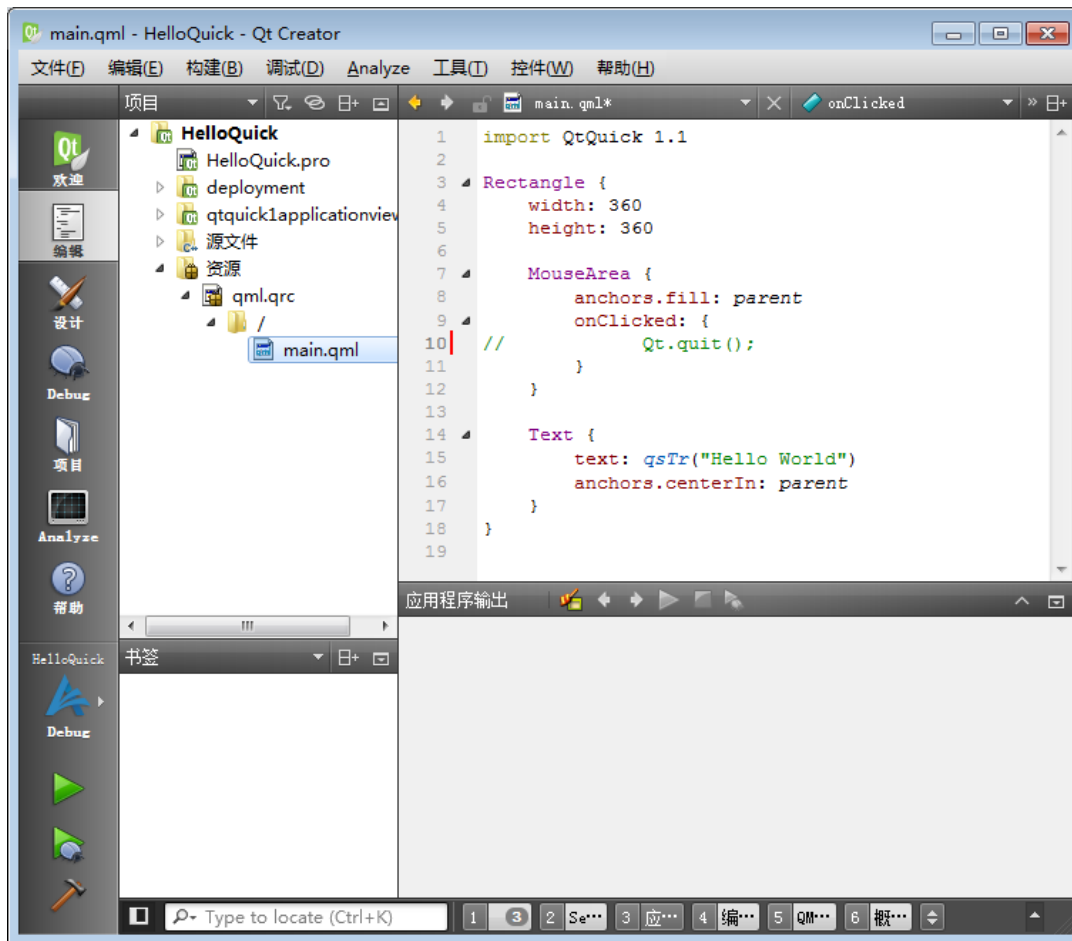 main.qml - HelloQuick - Qt Creator
文件(F) 编辑(E) 构建(B) 调试(D) Analyze 工具(T) 控件(W) 帮助(H)
项目
main.qml*
onClicked
欢迎
编辑
设计
Debug
项目
Analyze
帮助
HelloQuick
Debug
HelloQuick
HelloQuick.pro
deployment
qtquick1applicationview
源文件
资源
qml.qrc
/
main.qml
书签
1 import QtQuick 1.1
2
3 Rectangle {
4 width: 360
5 height: 360
6
7 MouseArea {
8 anchors.fill: parent
9 onClicked: {
10 // Qt.quit();
11 }
12 }
13
14 Text {
15 text: qsTr("Hello World")
16 anchors.centerIn: parent
17 }
18 }
19
应用程序输出
Type to locate (Ctrl+K)
1 3 2 Se… 3 应… 4 编… 5 QM… 6 概…